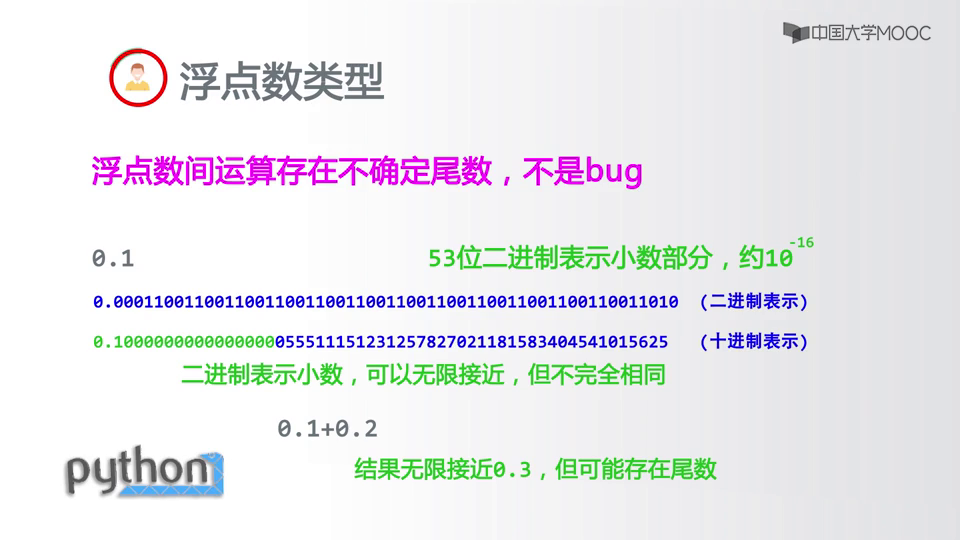 中国大学MOOC
浮点数类型
浮点数间运算存在不确定尾数，不是bug
0.1
53位二进制表示小数部分，约10-16
0.00011001100110011001100110011001100110011001100110011010 (二进制表示)
0.1000000000000000055511151231257827021181583404541015625 (十进制表示)
二进制表示小数，可以无限接近，但不完全相同
0.1+0.2
结果无限接近0.3，但可能存在尾数
python